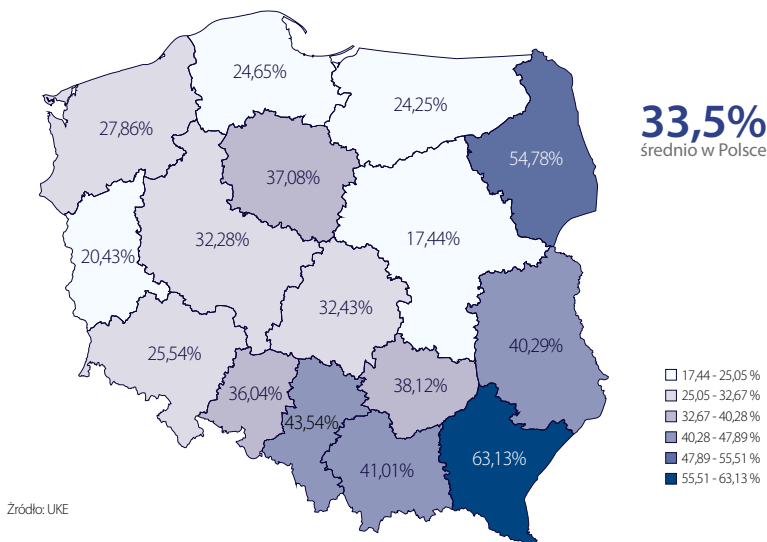 24,65%
24,25%
27,86%
33,5%
średnio w Polsce
54,78%
37,08%
32,28%
17,44%
20,43%
32,43%
25,54%
40,29%
36,04%
38,12%
43,54%
41,01%
63,13%
17,44 - 25,05 %
25,05 - 32,67 %
32,67 - 40,28 %
40,28 - 47,89 %
47,89 - 55,51 %
55,51 - 63,13 %
Źródło: UKE